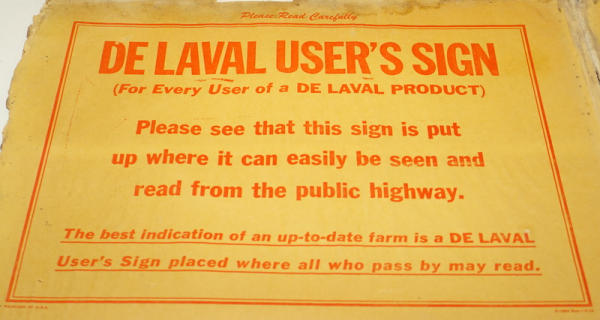 Please Read Carefully
DE LAVAL USER'S SIGN
(For Every User of a DE LAVAL PRODUCT)
Please see that this sign is put
up where it can easily be seen and
read from the public highway.
The best indication of an up-to-date farm is a DE LAVAL
User's Sign placed where all who pass by may read.